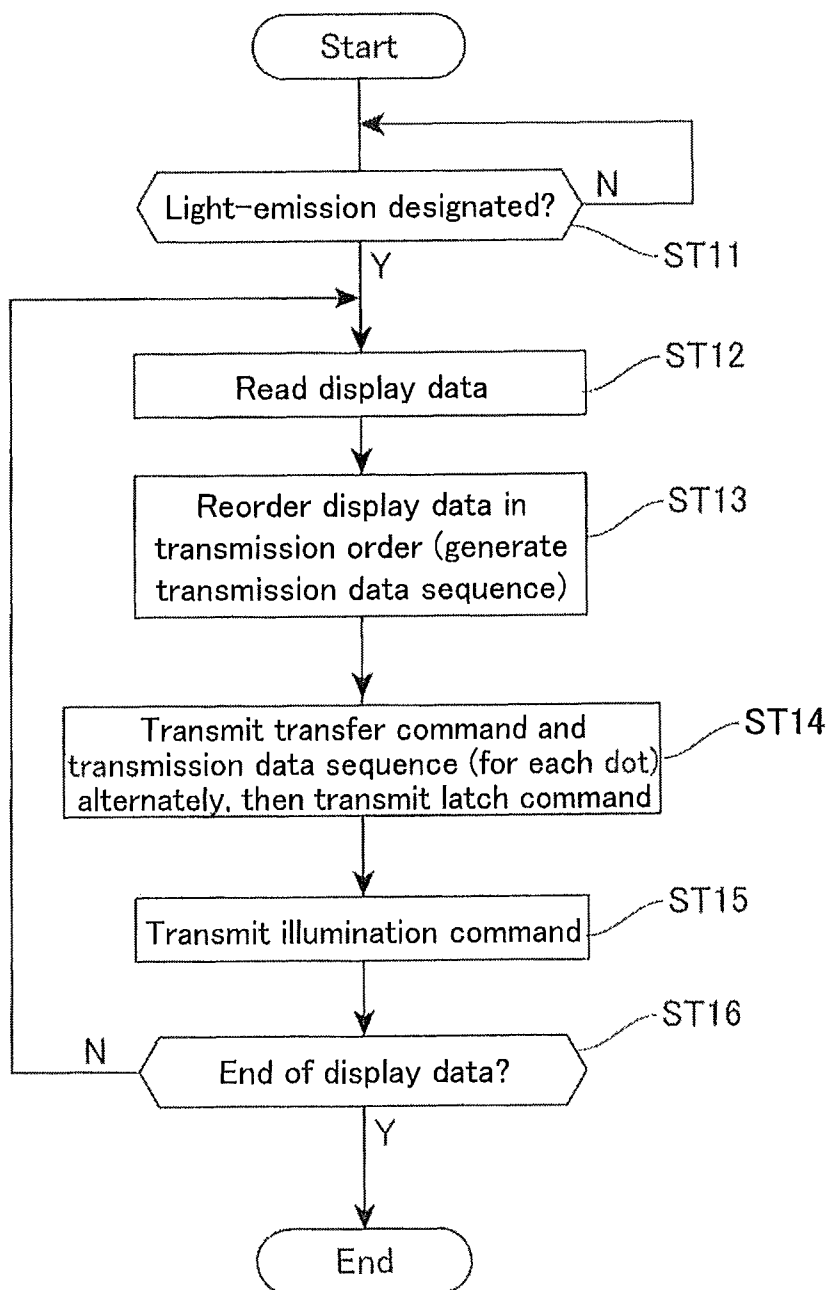 Start
N
Light-emission designated?
ST11
Y
ST12
Read display data
ST13
Reorder display data in
transmission order (generate
transmission data sequence)
ST14
Transmit transfer command and
transmission data sequence (for each dot)
alternately, then transmit latch command
ST15
Transmit illumination command
ST16
N
End of display data?
Y
End